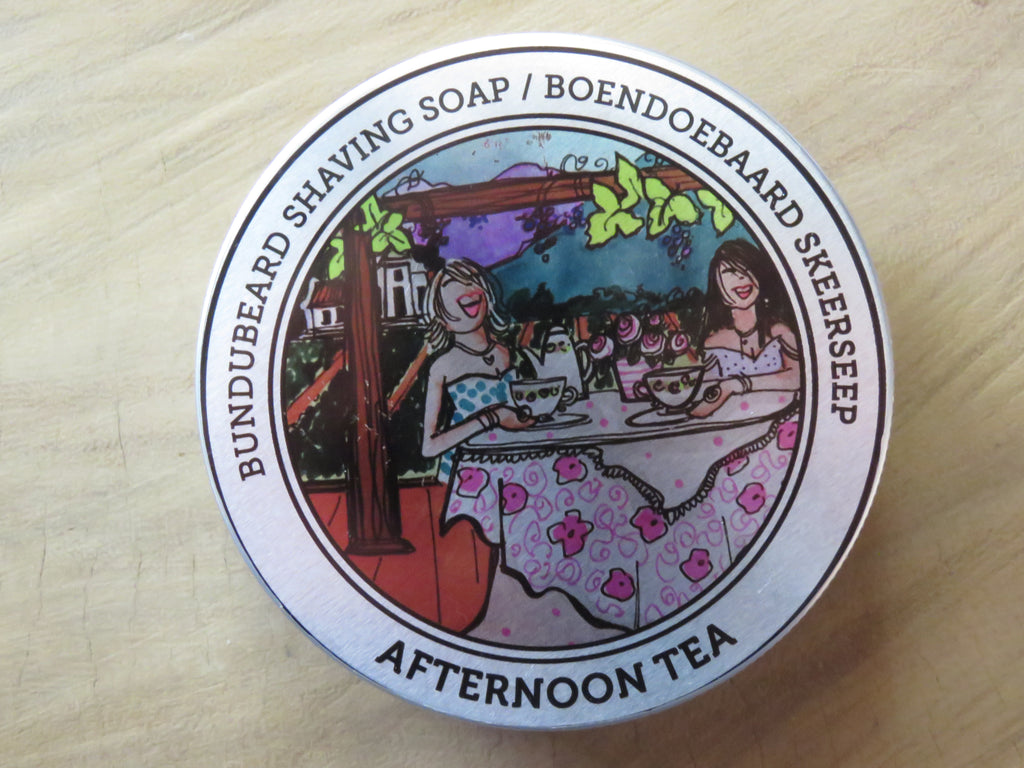 BUNDUBEARD SHAVING SOAP / BOENDOEBAARD SKEERSEEP
AFTERNOON TEA